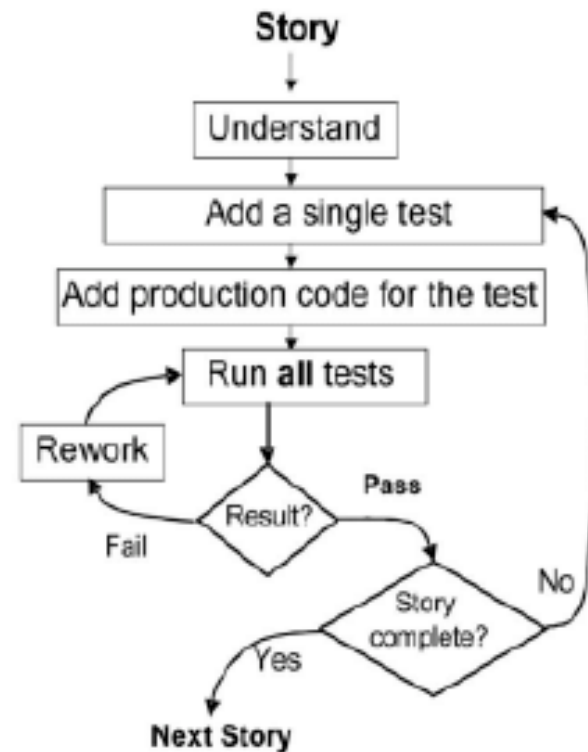 Story
Understand
Add a single test
Add production code for the test
Run all tests
Rework
Result?
Pass
Fail
No
Story
complete?
Yes
Next Story